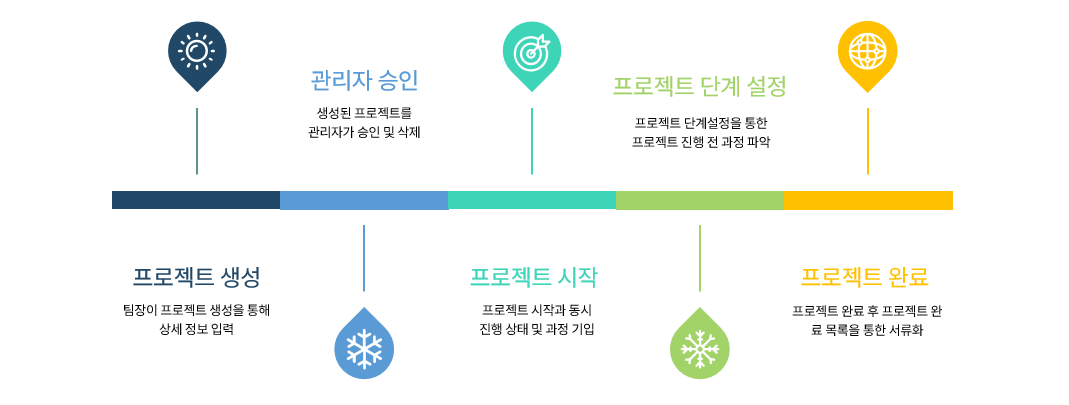 프로젝트 생성
팀장이 프로젝트 생성을 통해
상세 정보 입력
관리자 승인
생성된 프로젝트를
관리자가 승인 및 삭제
프로젝트 시작
프로젝트 시작과 동시
진행 상태 및 과정 기입
프로젝트 단계 설정
프로젝트 단계설정을 통한
프로젝트 진행 전 과정 파악
프로젝트 완료
프로젝트 완료 후 프로젝트 완
료 목록을 통한 서류화